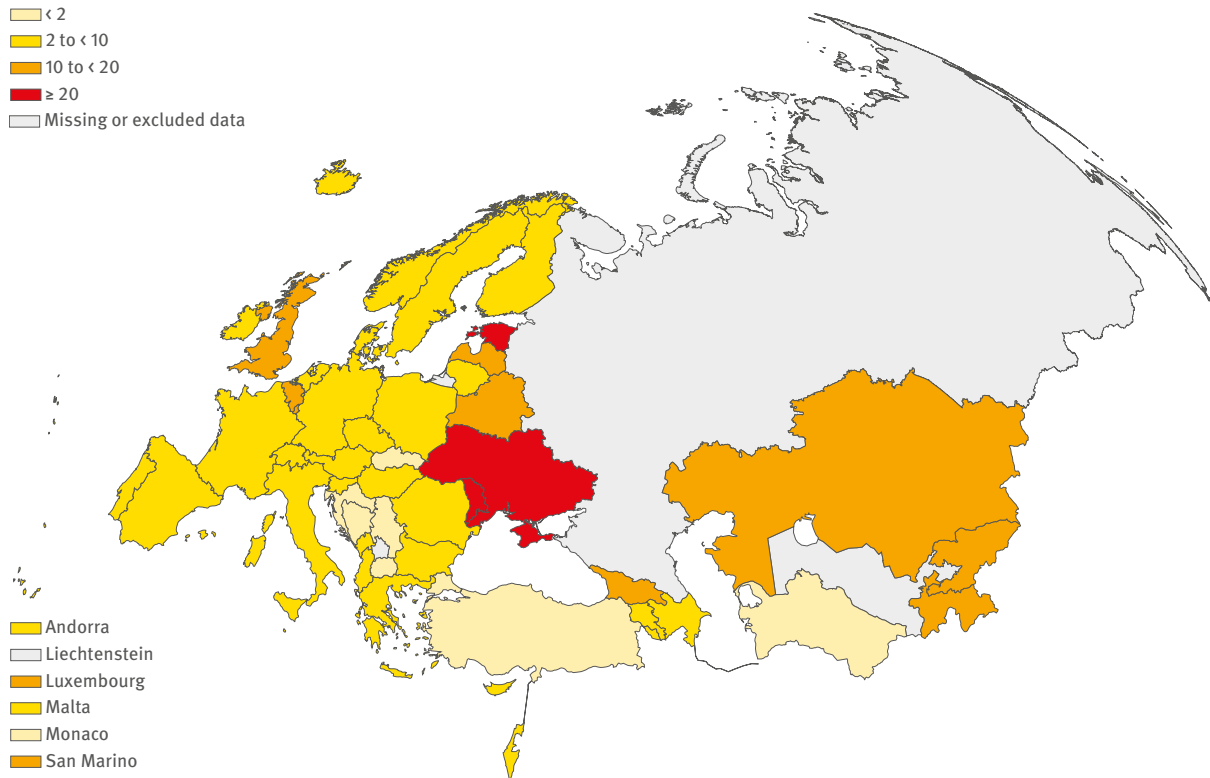 < 2
2 to < 10
10 to < 20
≥ 20
Missing or excluded data
Andorra
Liechtenstein
Luxembourg
Malta
Monaco
San Marino